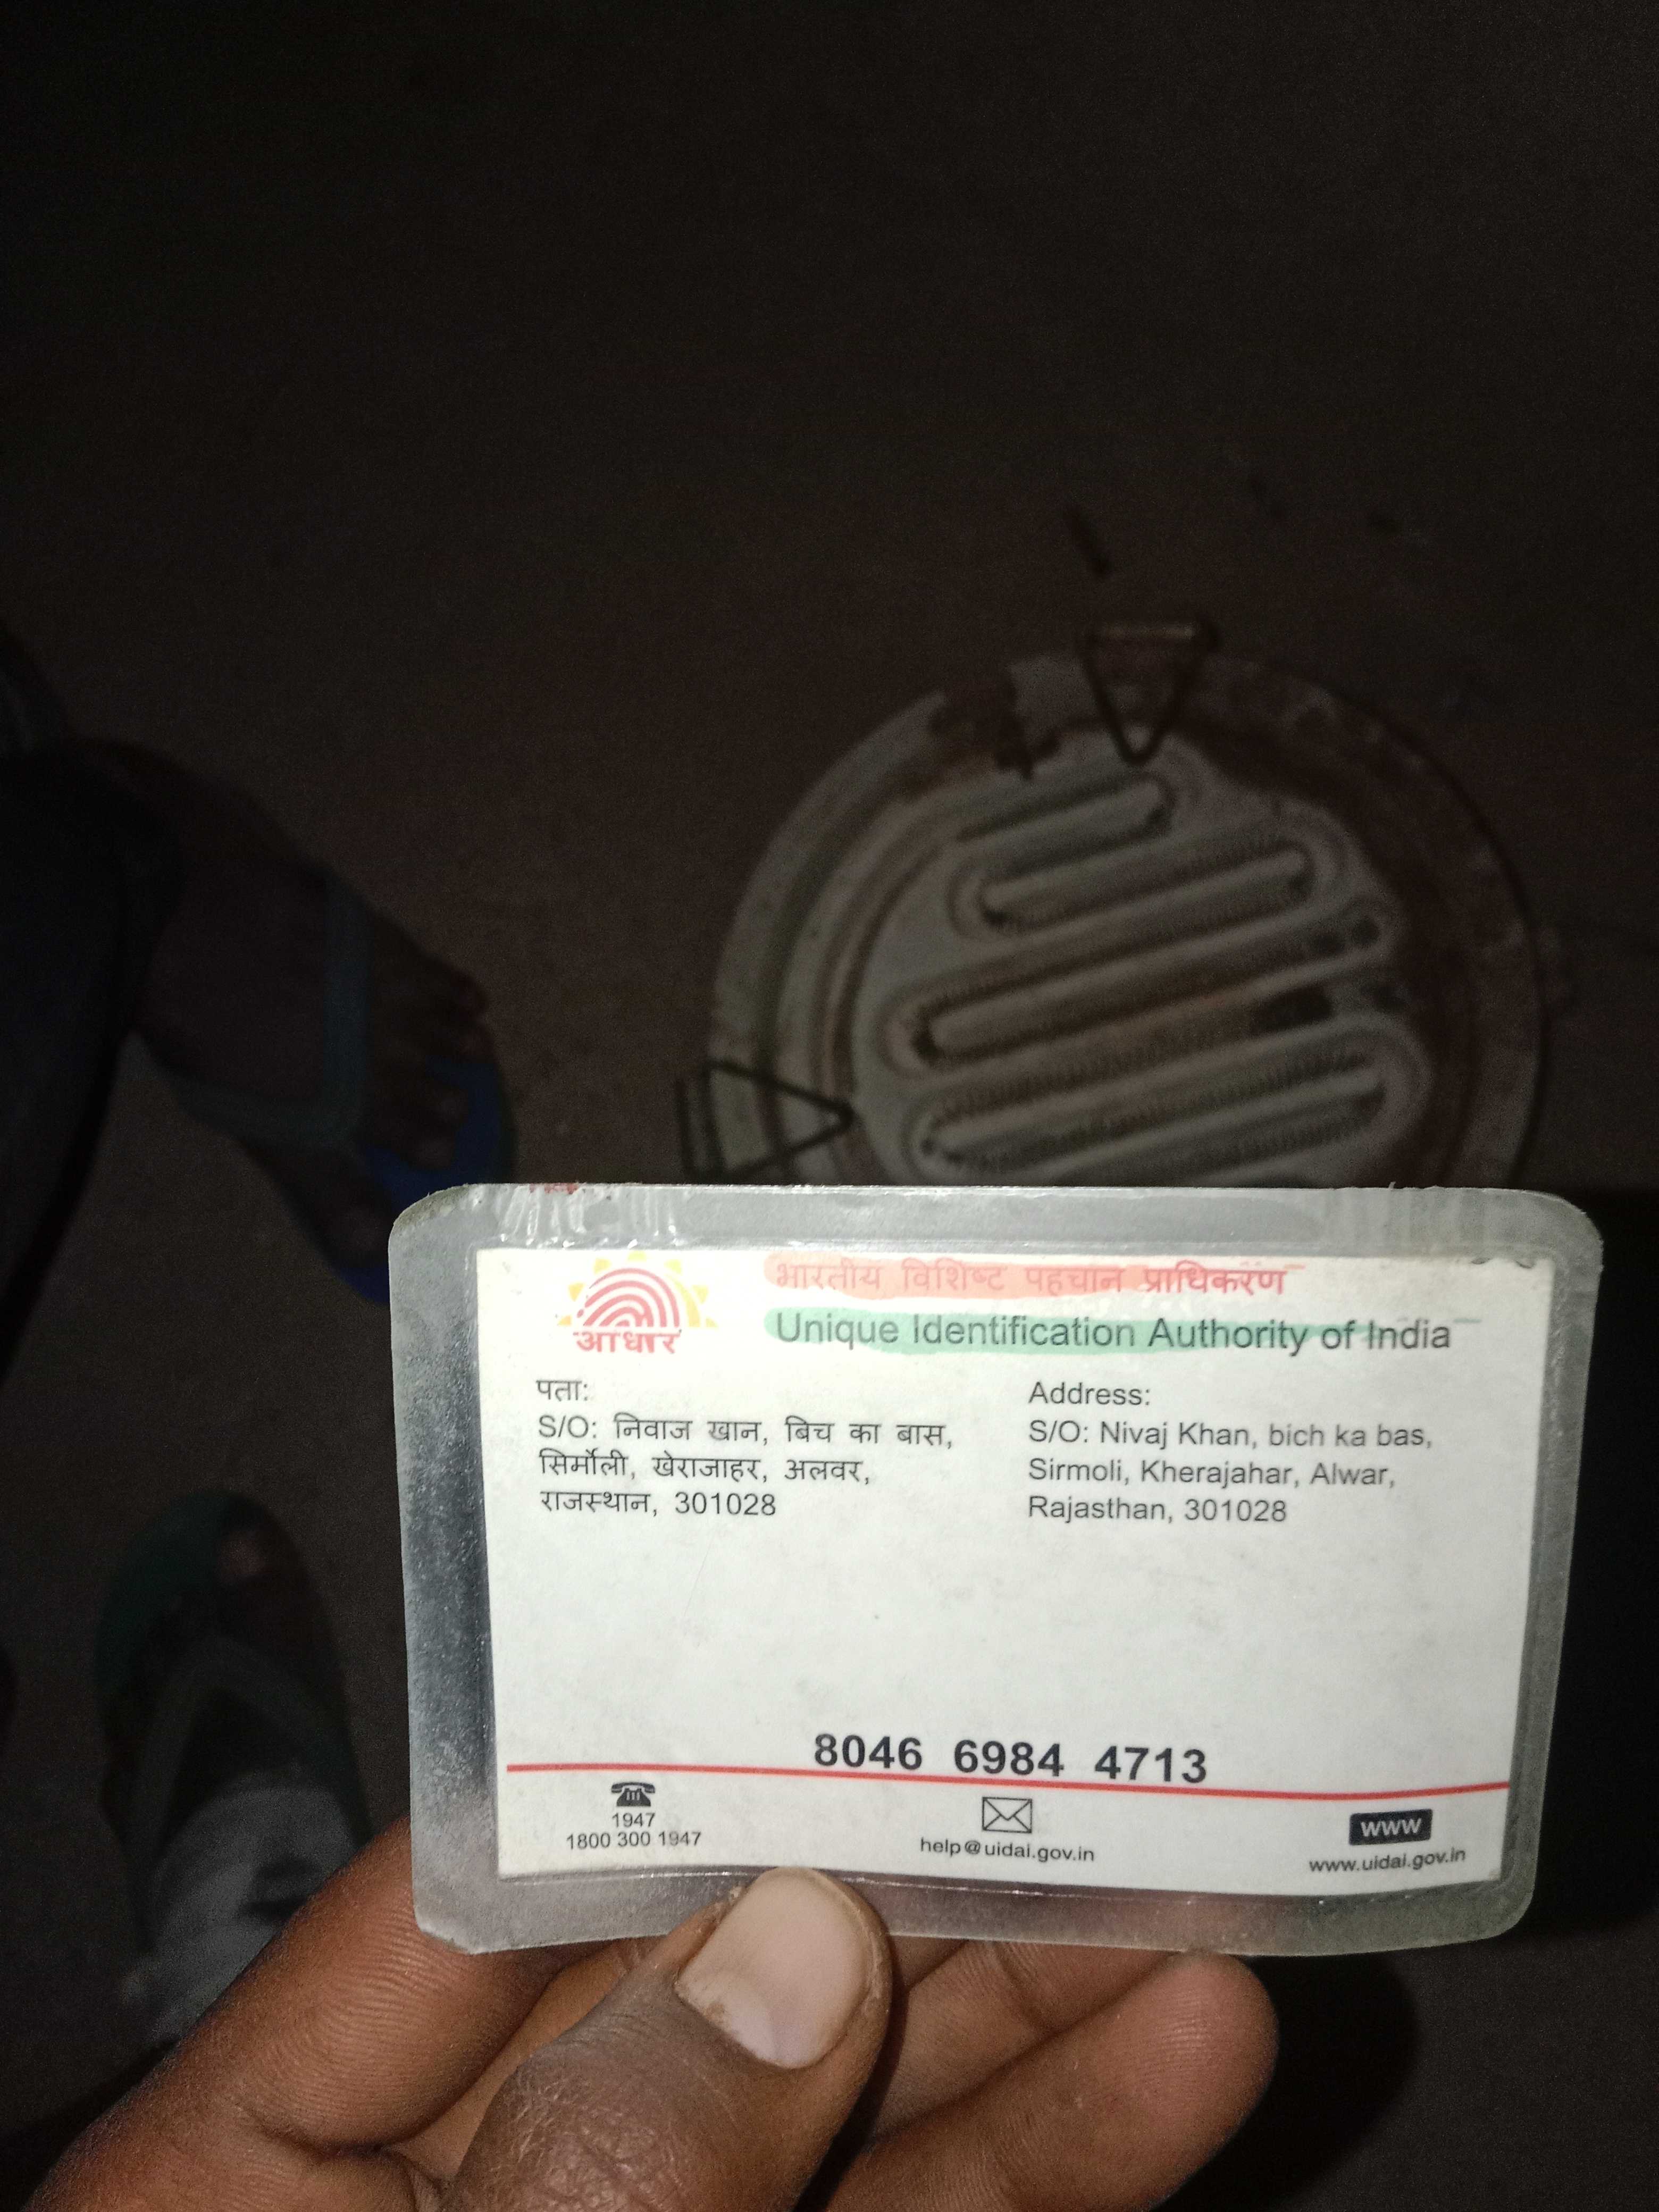 आधार
भारतीय विशिष्ट पहचान प्राधिकरण
Unique Identification Authority of India
पता:
S/O: निवाज खान, बिच का बास,
सिर्मोली, खेराजाहर, अलवर,
राजस्थान, 301028
Address:
S/O: Nivaj Khan, bich ka bas,
Sirmoli, Kherajahar, Alwar,
Rajasthan, 301028
8046 6984 4713
1947
1800 300 1947
help@uidai.gov.in
www
www.uidai.gov.in